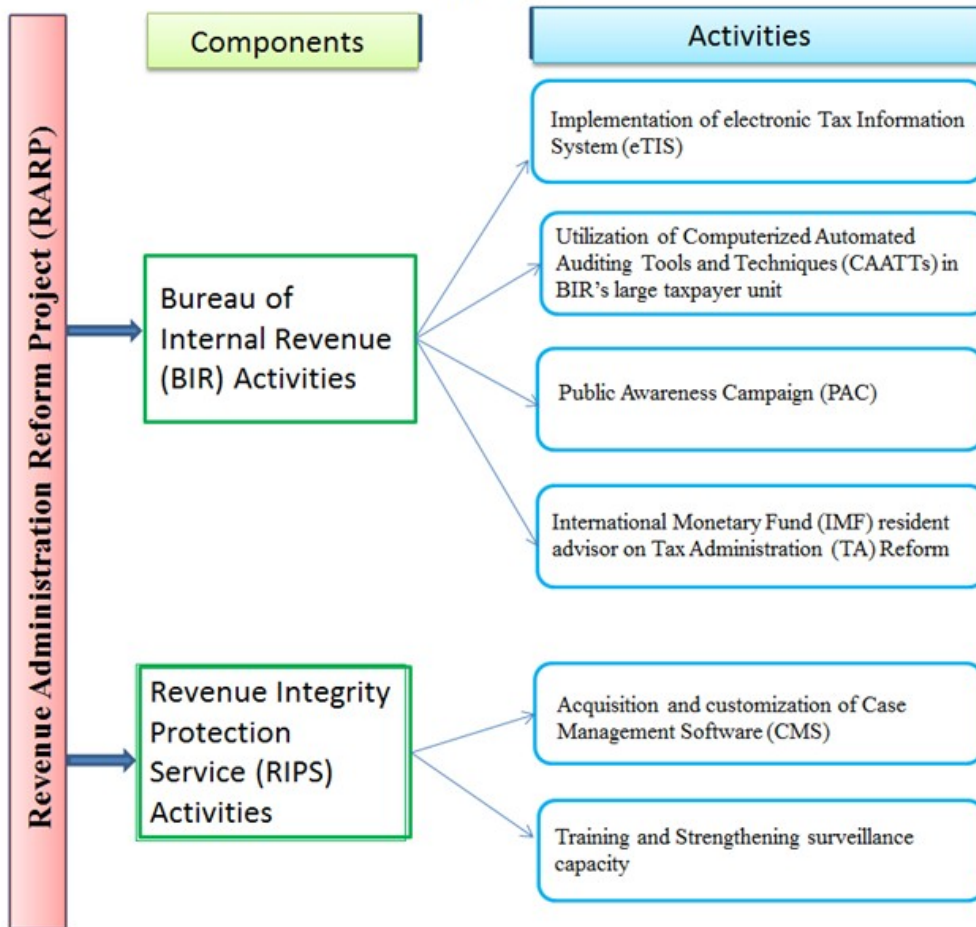 Revenue Administration Reform Project (RARP)
Components
Activities
Bureau of
Internal Revenue
(BIR) Activities
Implementation of electronic Tax Information
System (eTIS)
Utilization of Computerized Automated
Auditing Tools and Techniques (CAATTs) in
BIR’s large taxpayer unit
Public Awareness Campaign (PAC)
International Monetary Fund (IMF) resident
advisor on Tax Administration (TA) Reform
Revenue Integrity
Protection
Service (RIPS)
Activities
Acquisition and customization of Case
Management Software (CMS)
Training and Strengthening surveillance
capacity